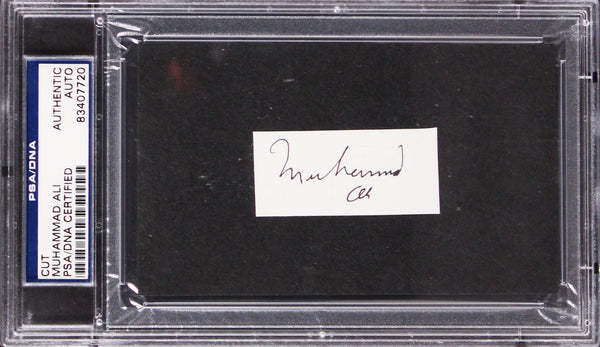 PSA/DNA
CUT
MUHAMMAD ALI
PSA/DNA CERTIFIED
AUTHENTIC
AUTO
83407720
Muhammad
Ali